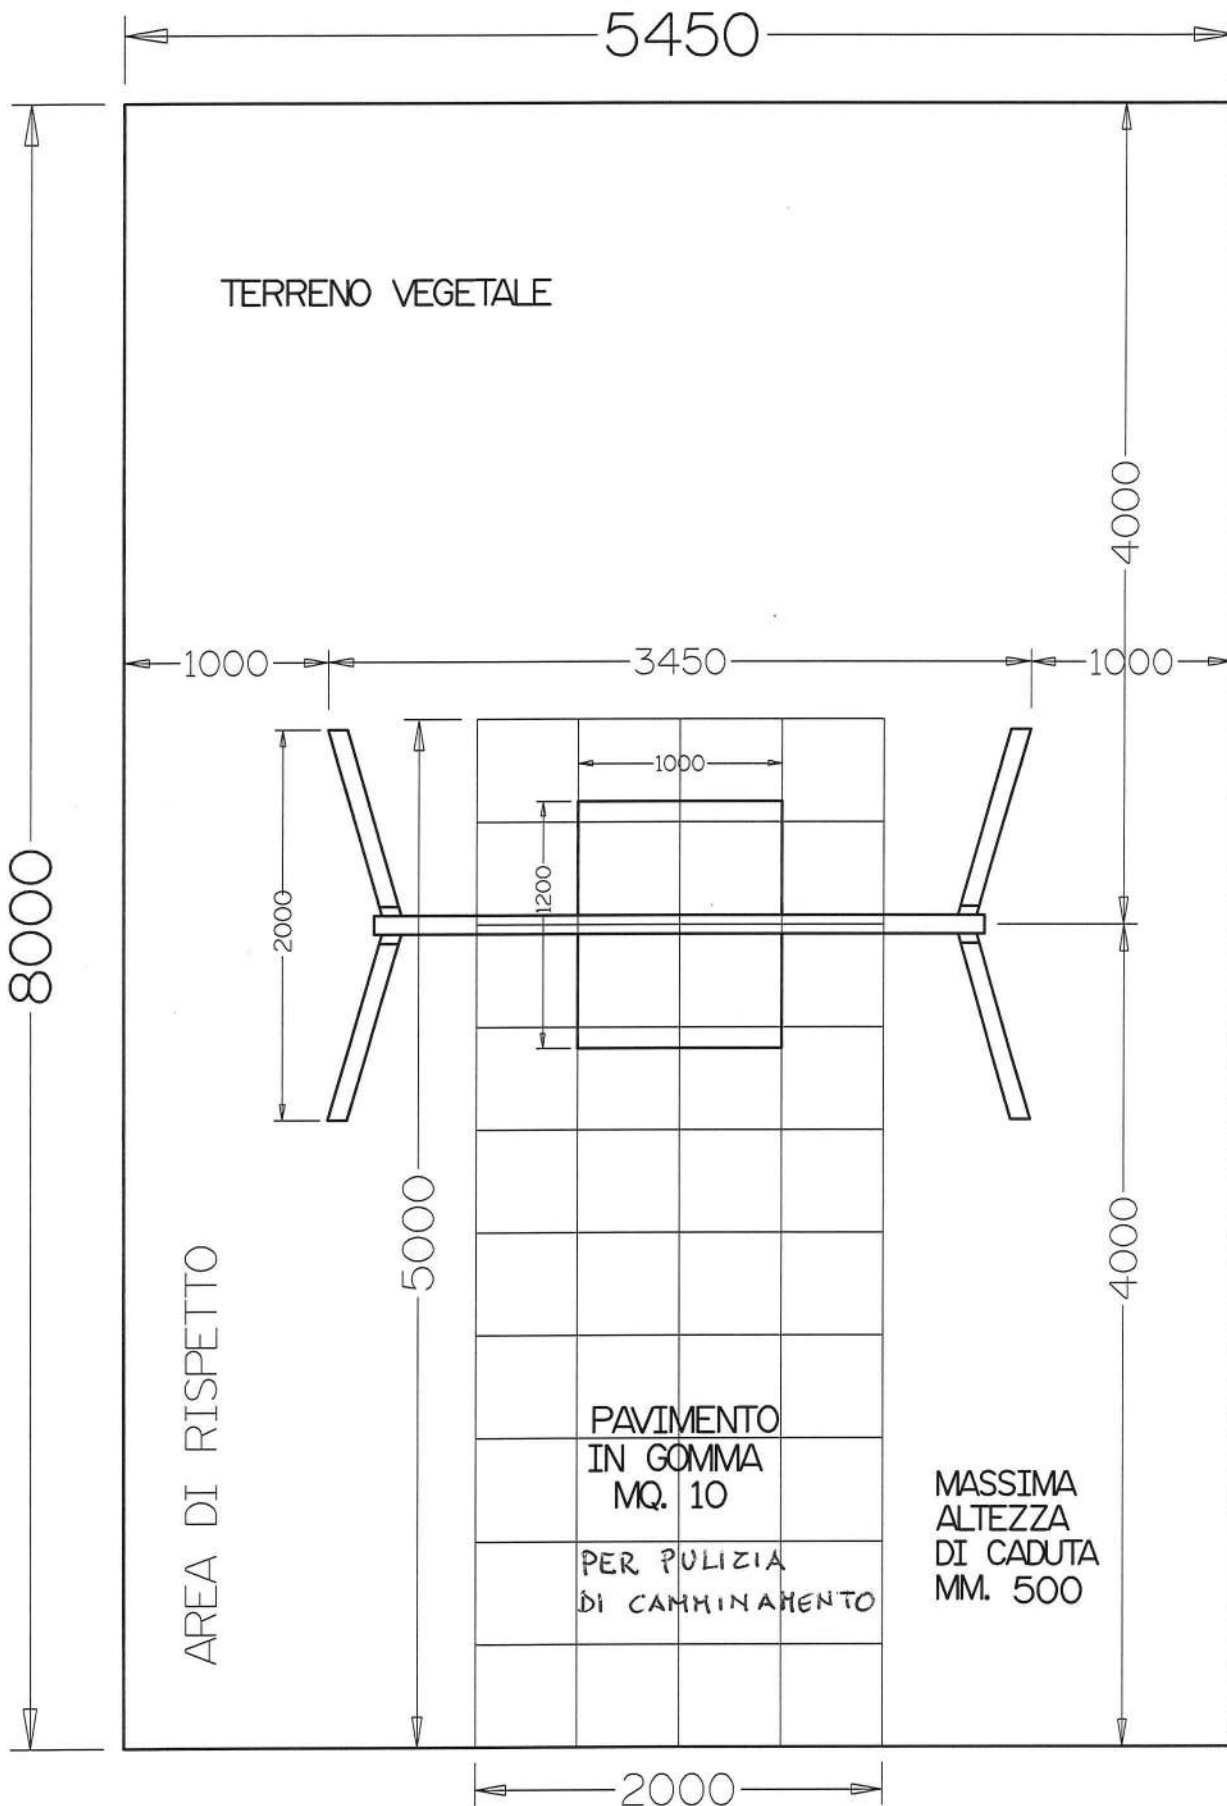 5450
TERRENO VEGETALE
4000
1000
3450
1000
1000
1200
2000
8000
5000
4000
AREA DI RISPETTO
PAVIMENTO
IN GOMMA
MQ. 10
PER PULIZIA
DI CAMMINAMENTO
MASSIMA
ALTEZZA
DI CADUTA
MM. 500
2000